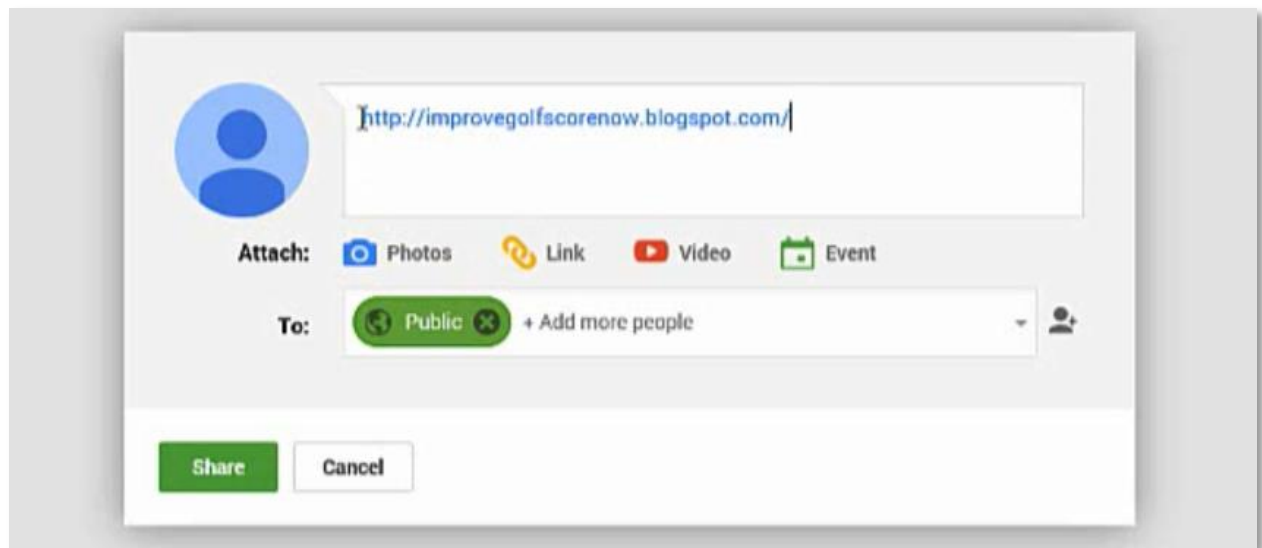 http://improvegolfscorenow.blogspot.com/
Attach: Photos Link Video Event
To: Public + Add more people
Share Cancel